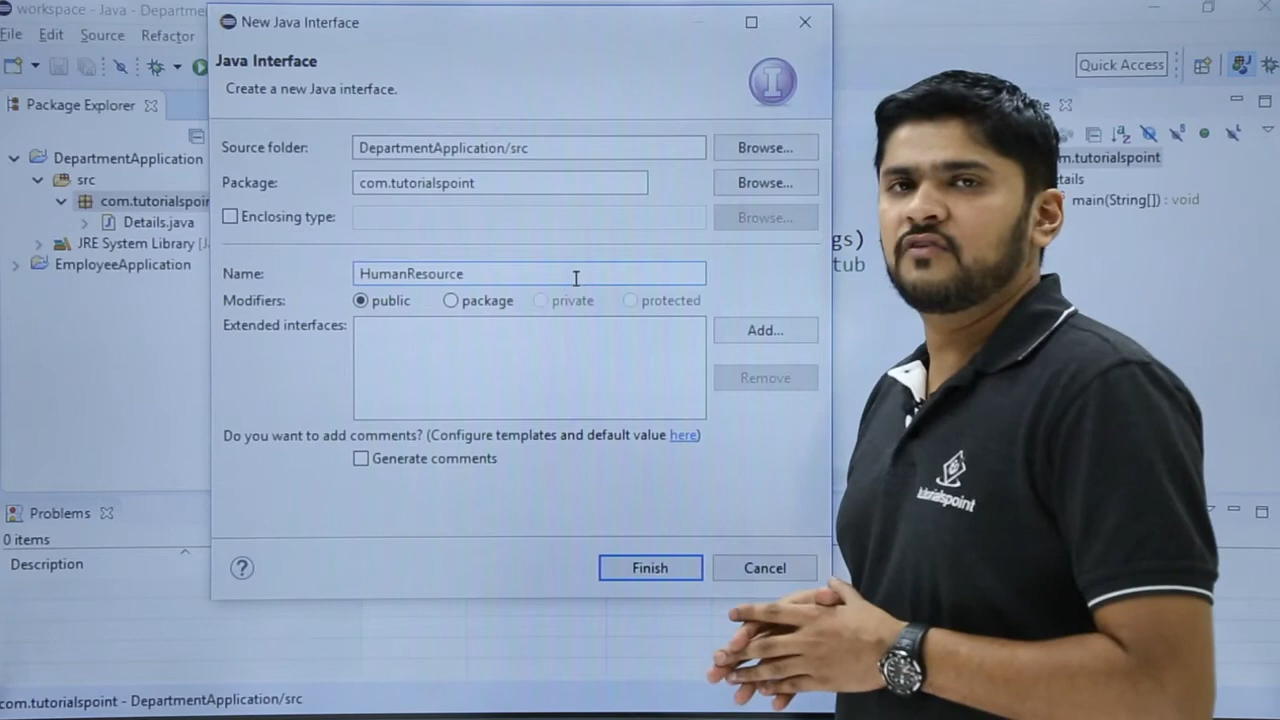 workspace - Java - Departmen
New Java Interface
File Edit Source Refactor
Java Interface
Create a new Java interface.
Quick Access
Package Explorer
Source folder:
DepartmentApplication/src
Browse...
DepartmentApplication
src
com.tutorialspoin
Details.java
JRE System Library [J
EmployeeApplication
Package:
com.tutorialspoint
Browse...
Enclosing type:
Browse...
Name:
HumanResource
Modifiers:
public package private protected
Extended interfaces:
Add...
Remove
Do you want to add comments? (Configure templates and default value here)
Generate comments
Finish
Cancel
m.tutorialspoint
etails
main(String[]) : void
gs)
tub
tutorialspoint
Problems
0 items
Description
com.tutorialspoint - DepartmentApplication/src